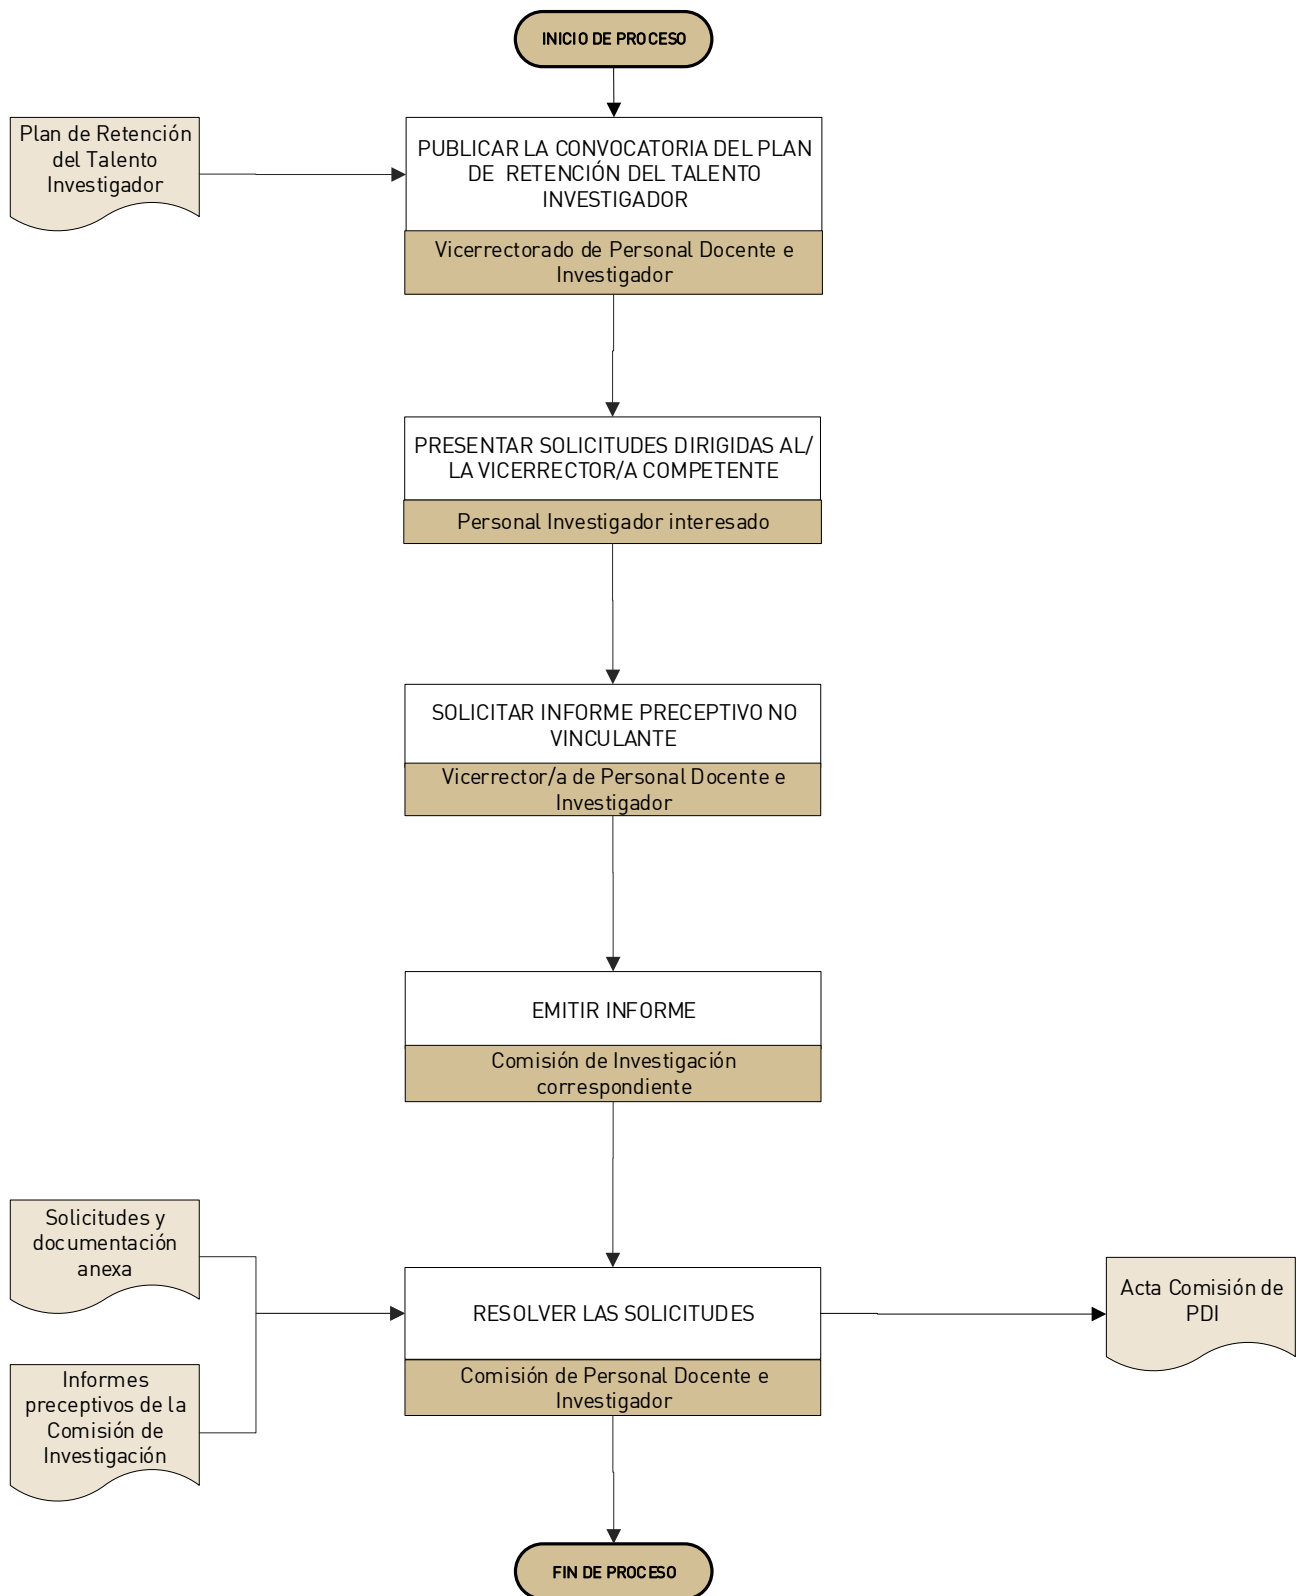 INICIO DE PROCESO
Plan de Retención
del Talento
Investigador
PUBLICAR LA CONVOCATORIA DEL PLAN
DE RETENCIÓN DEL TALENTO
INVESTIGADOR
Vicerrectorado de Personal Docente e
Investigador
PRESENTAR SOLICITUDES DIRIGIDAS AL/
LA VICERRECTOR/A COMPETENTE
Personal Investigador interesado
SOLICITAR INFORME PRECEPTIVO NO
VINCULANTE
Vicerrector/a de Personal Docente e
Investigador
EMITIR INFORME
Comisión de Investigación
correspondiente
Solicitudes y
documentación
anexa
Informes
preceptivos de la
Comisión de
Investigación
RESOLVER LAS SOLICITUDES
Comisión de Personal Docente e
Investigador
Acta Comisión de
PDI
FIN DE PROCESO